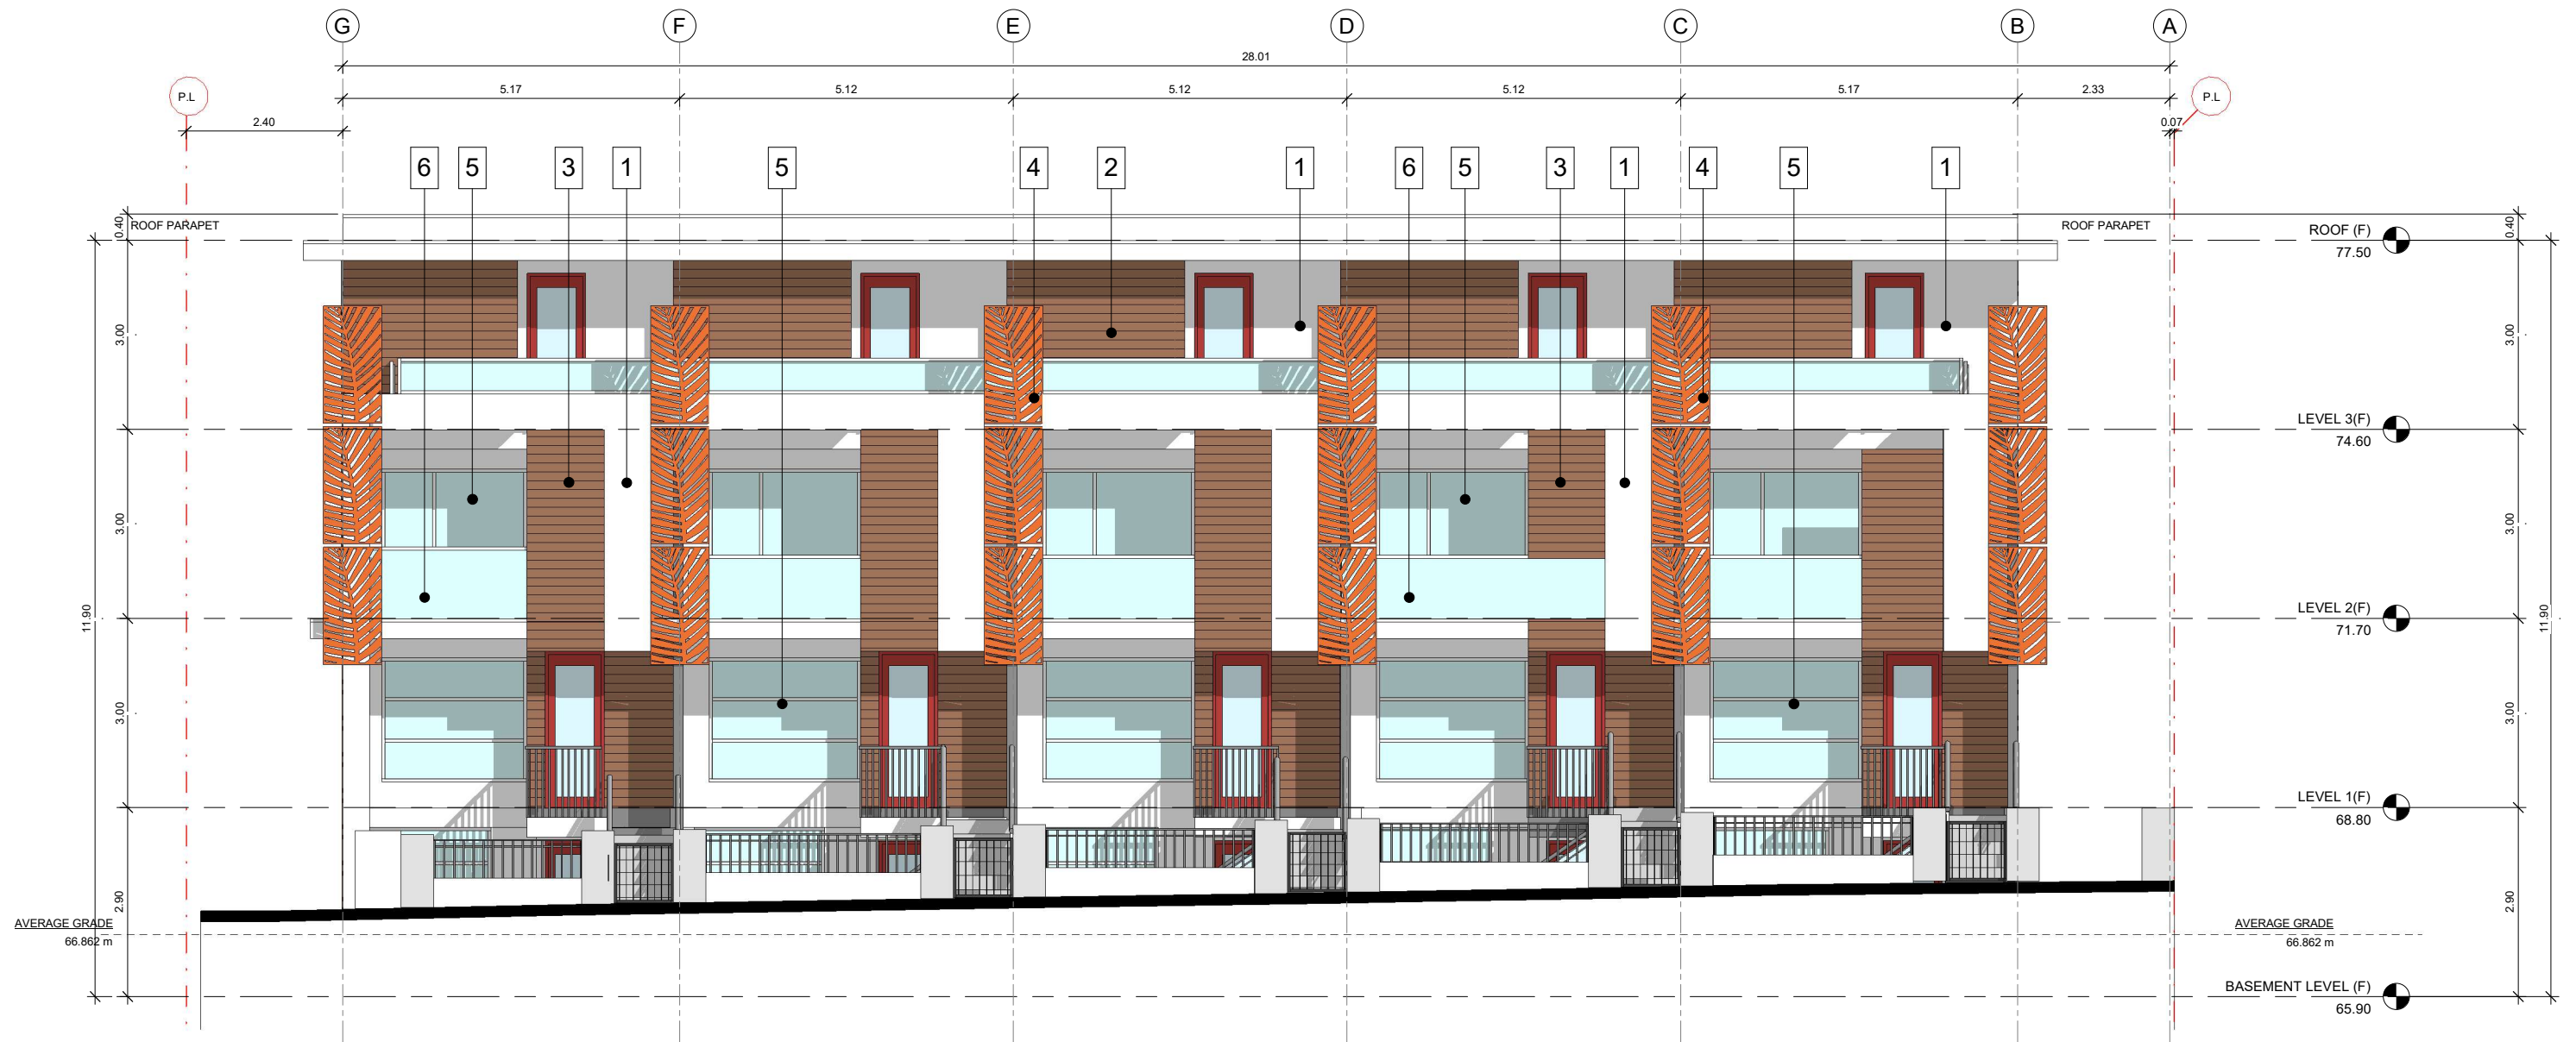 G F E D C B A
28.01
P.L 5.17 5.12 5.12 5.12 5.17 2.33 P.L
2.40 0.07
6 5 3 1 5 4 2 1 6 5 3 1 4 5 1
0.40 ROOF PARAPET ROOF PARAPET 0.40
ROOF (F)
77.50
3.00 3.00
LEVEL 3(F)
74.60
3.00 3.00
LEVEL 2(F)
71.70
11.90 11.90
3.00 3.00
LEVEL 1(F)
68.80
2.90 2.90
AVERAGE GRADE AVERAGE GRADE
66.862 m 66.862 m
BASEMENT LEVEL (F)
65.90